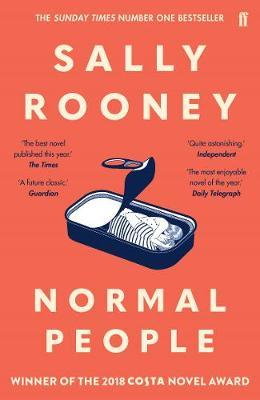 THE SUNDAY TIMES NUMBER ONE BESTSELLER
ff
SALLY
ROONEY
'The best novel
published this year.'
The Times
'A future classic.'
Guardian
'Quite astonishing.'
Independent
'The most enjoyable
novel of the year.'
Daily Telegraph
NORMAL
PEOPLE
WINNER OF THE 2018 COSTA NOVEL AWARD